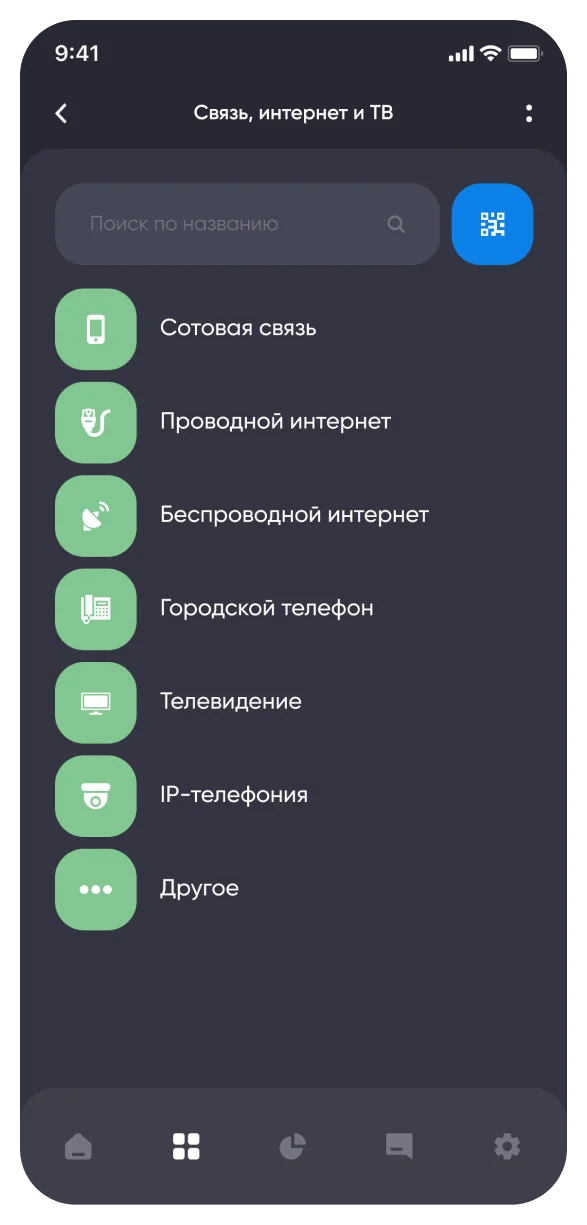 9:41
Связь, интернет и ТВ
Поиск по названию
Сотовая связь
Проводной интернет
Беспроводной интернет
Городской телефон
Телевидение
IP-телефония
Другое